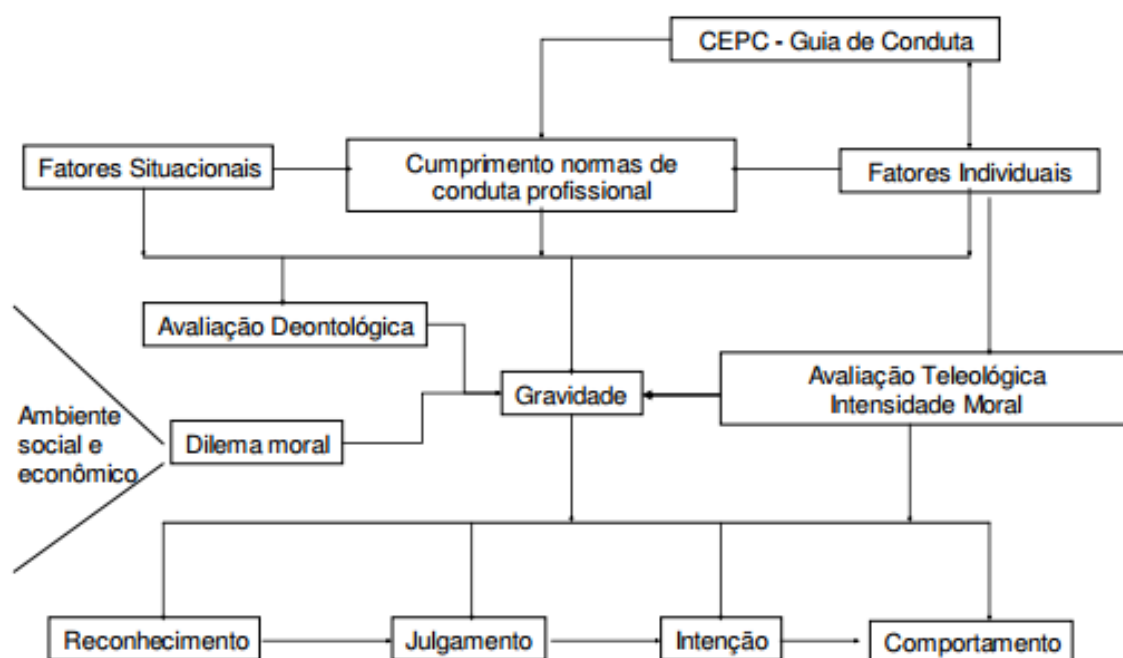 CEPC - Guia de Conduta
Fatores Situacionais
Cumprimento normas de
conduta profissional
Fatores Individuais
Avaliação Deontológica
Ambiente
social e
econômico
Dilema moral
Gravidade
Avaliação Teleológica
Intensidade Moral
Reconhecimento
Julgamento
Intenção
Comportamento